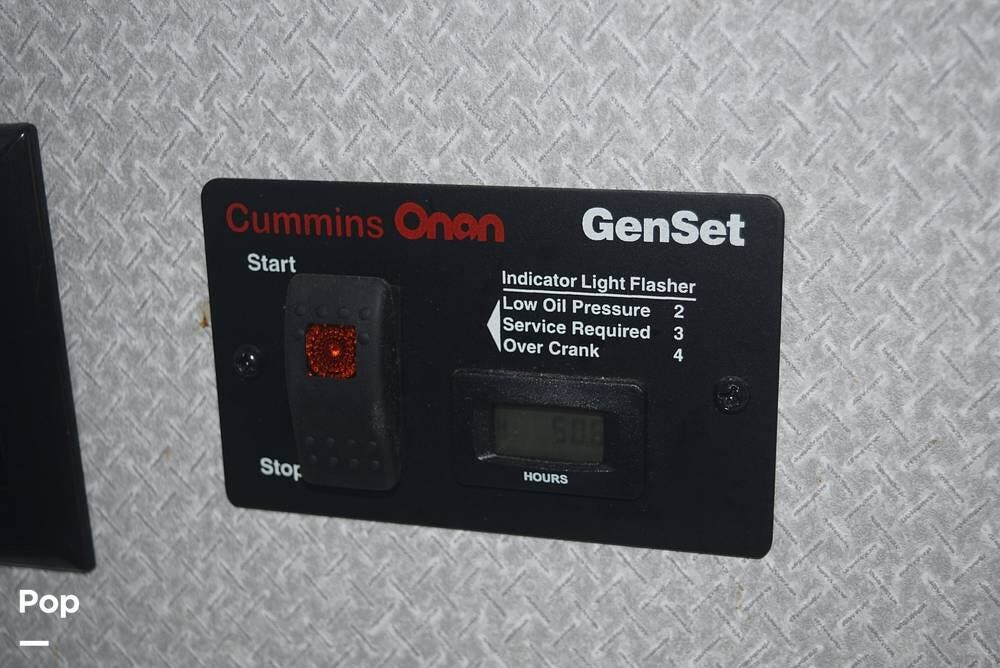 Cummins Onan GenSet
Start
Indicator Light Flasher
Low Oil Pressure 2
Service Required 3
Over Crank 4
Stop
HOURS
Pop